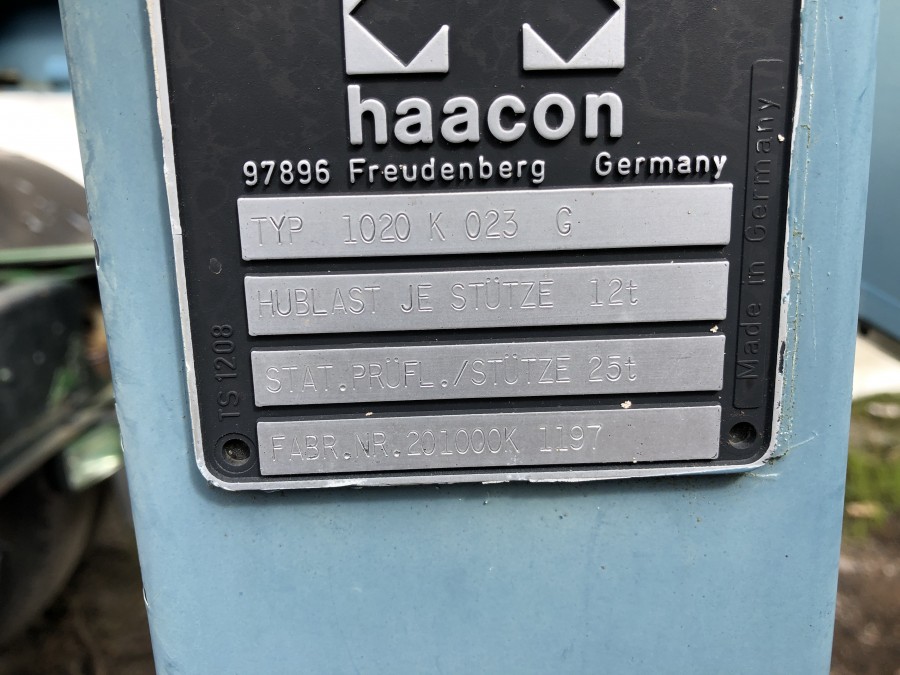 haacon
97896 Freudenberg Germany
TYP 1020 K 023 G
HUBLAST JE STÜTZE 12t
STAT.PRÜFL./STÜTZE 25t
FABR.NR.201000K 1197
TS 1208
Made in Germany